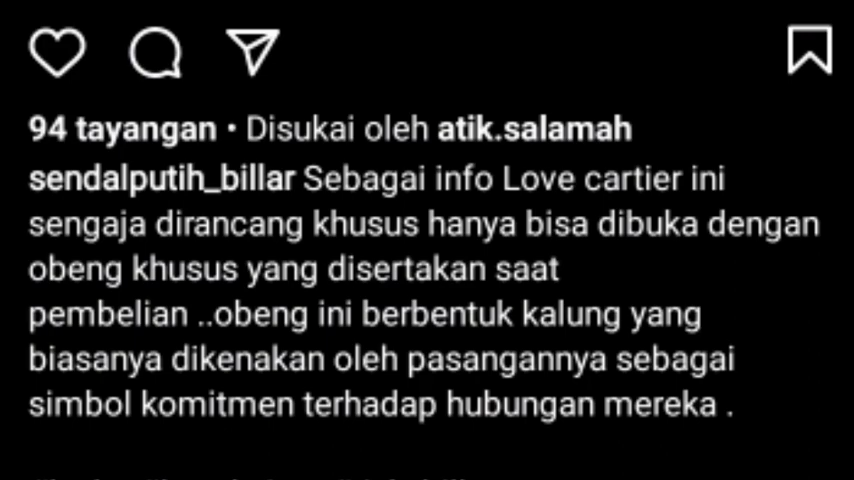 94 tayangan • Disukai oleh atik.salamah
sendalputih_billar Sebagai info Love cartier ini
sengaja dirancang khusus hanya bisa dibuka dengan
obeng khusus yang disertakan saat
pembelian ..obeng ini berbentuk kalung yang
biasanya dikenakan oleh pasangannya sebagai
simbol komitmen terhadap hubungan mereka .